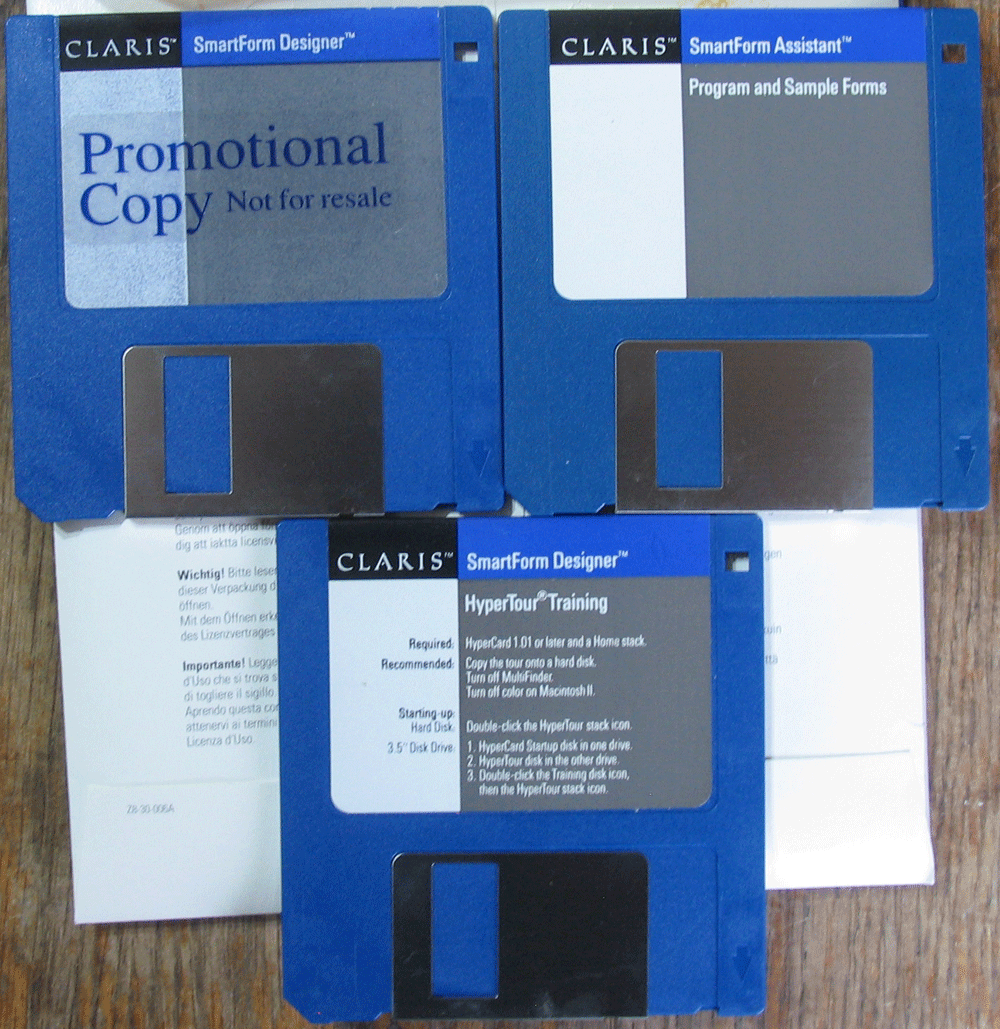 CLARIS™ SmartForm Designer™
Promotional
Copy Not for resale
CLARIS™ SmartForm Assistant™
Program and Sample Forms
Genom att öppna
dig att iaktta
Wichtig! Bitte
dieser Verpackung
öffnen.
Mit dem Öffnen
des Lizenzvertrages
Importante!
d'Uso che si trova
di togliere il sigillo.
Aprendo questa
attenervi ai termini
Licenza d'Uso.
Z8-30-006A
CLARIS™ SmartForm Designer™
HyperTour® Training
Required: HyperCard 1.01 or later and a Home stack.
Recommended: Copy the tour onto a hard disk.
Turn off MultiFinder.
Turn off color on Macintosh II.
Starting-up:
Hard Disk: Double-click the HyperTour stack icon.
3.5" Disk Drive: 1. HyperCard Startup disk in one drive.
2. HyperTour disk in the other drive.
3. Double-click the Training disk icon,
then the HyperTour stack icon.